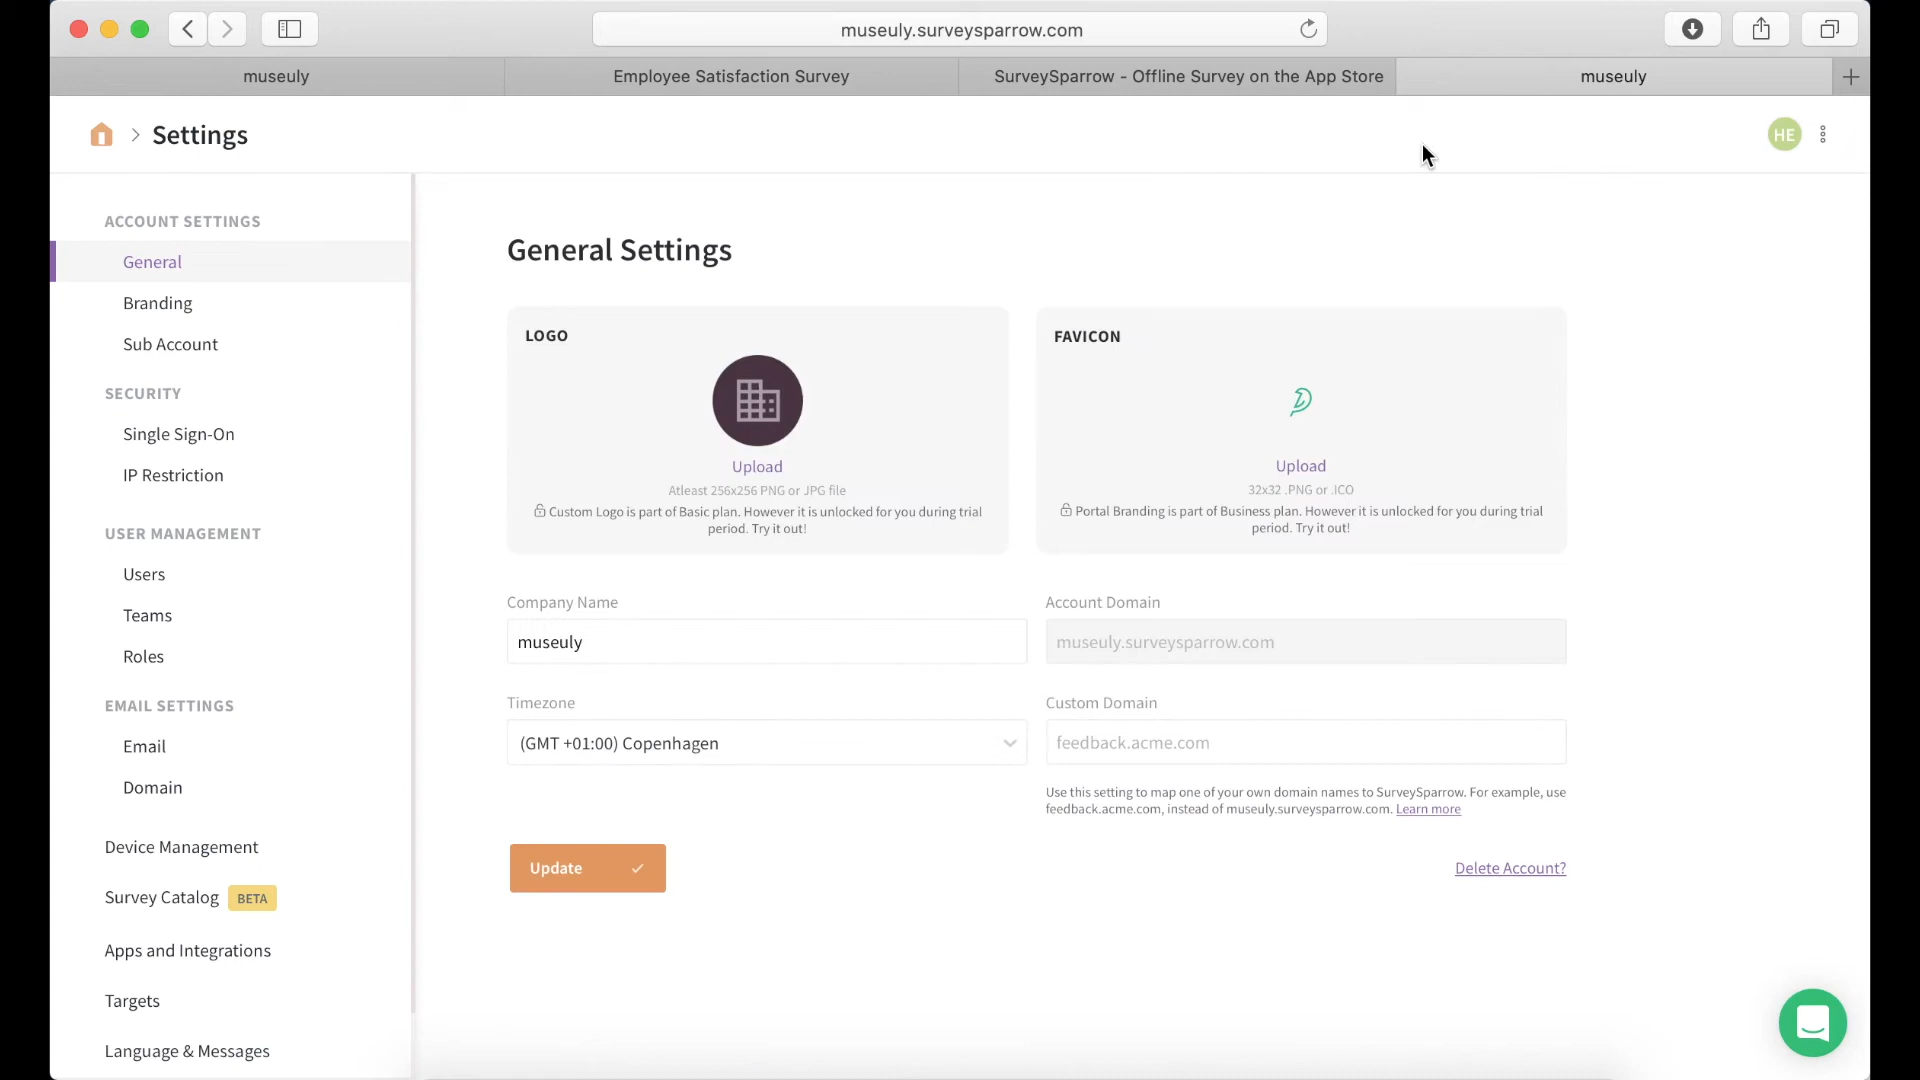 museuly.surveysparrow.com
museuly
Employee Satisfaction Survey
SurveySparrow - Offline Survey on the App Store
museuly
Settings
HE
ACCOUNT SETTINGS
General
Branding
Sub Account
SECURITY
Single Sign-On
IP Restriction
USER MANAGEMENT
Users
Teams
Roles
EMAIL SETTINGS
Email
Domain
Device Management
Survey Catalog BETA
Apps and Integrations
Targets
Language & Messages
General Settings
LOGO
Upload
Atleast 256x256 PNG or JPG file
Custom Logo is part of Basic plan. However it is unlocked for you during trial
period. Try it out!
FAVICON
Upload
32x32 .PNG or .ICO
Portal Branding is part of Business plan. However it is unlocked for you during trial
period. Try it out!
Company Name
museuly
Account Domain
museuly.surveysparrow.com
Timezone
(GMT +01:00) Copenhagen
Custom Domain
feedback.acme.com
Use this setting to map one of your own domain names to SurveySparrow. For example, use
feedback.acme.com, instead of museuly.surveysparrow.com. Learn more
Update
Delete Account?